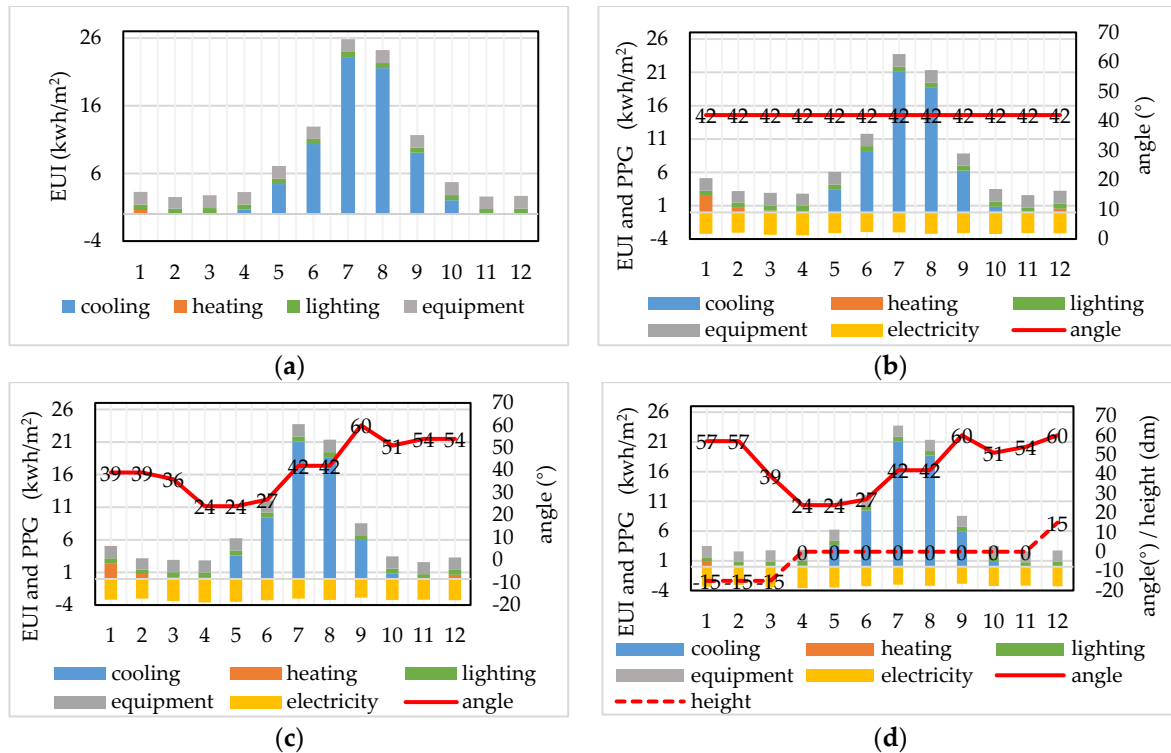 26
16
6
-4
EUI (kwh/m²)
1 2 3 4 5 6 7 8 9 10 11 12
cooling heating lighting equipment
(a)
26
21
16
11
6
1
-4
EUI and PPG (kwh/m²)
42 42 42 42 42 42 42 42 42 42 42 42
70
60
50
40
30
20
10
0
angle (°)
1 2 3 4 5 6 7 8 9 10 11 12
cooling heating lighting
equipment electricity angle
(b)
26
21
16
11
6
1
-4
EUI and PPG (kwh/m²)
39 39 36 24 24 27 42 42 60 51 54 54
70
60
50
40
30
20
10
0
-10
-20
angle (°)
1 2 3 4 5 6 7 8 9 10 11 12
cooling heating lighting
equipment electricity angle
(c)
26
21
16
11
6
1
-4
EUI and PPG (kwh/m²)
57 57 39 24 24 27 42 42 60 51 54 60
-15 -15 -15 0 0 0 0 0 0 0 0 15
70
60
50
40
30
20
10
0
-10
-20
angle(°) / height (dm)
1 2 3 4 5 6 7 8 9 10 11 12
cooling heating lighting
equipment electricity angle
height
(d)